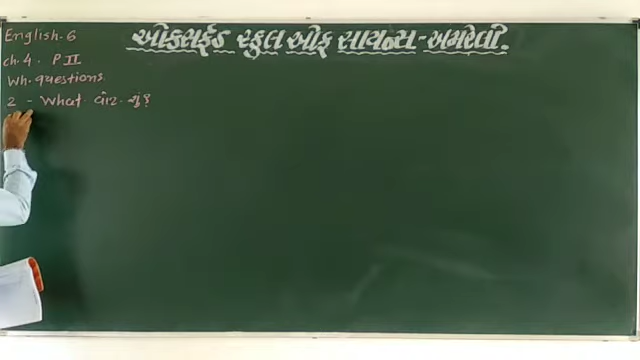 ઓક્સફર્ડ સ્કુલ ઓફ સાયન્સ - અમરેલી.
English. 6
ch. 4. P II
Wh. questions.
2 - What શું?